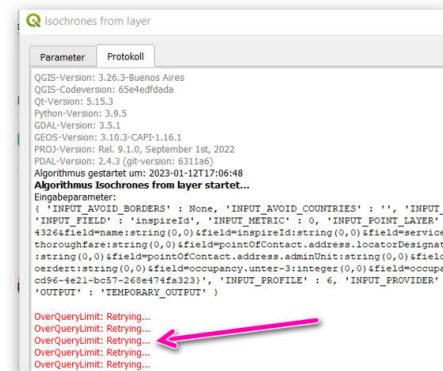 Isochrones from layer
Parameter
Protokoll
QGIS-Version: 3.26.3-Buenos Aires
QGIS-Codeversion: 65e4edfdada
Qt-Version: 5.15.3
Python-Version: 3.9.5
GDAL-Version: 3.5.1
GEOS-Version: 3.10.3-CAPI-1.16.1
PROJ-Version: Rel. 9.1.0, September 1st, 2022
PDAL-Version: 2.4.3 (git-version: 6311a6)
Algorithmus gestartet um: 2023-01-12T17:06:48
Algorithmus Isochrones from layer startet…
Eingabeparameter:
{ 'INPUT_AVOID_BORDERS' : None, 'INPUT_AVOID_COUNTRIES' : '', 'INPUT_
'INPUT_FIELD' : 'inspireId', 'INPUT_METRIC' : 0, 'INPUT_POINT_LAYER'
4326&field=name:string(0,0)&field=inspireId:string(0,0)&field=service
thoroughfare:string(0,0)&field=pointOfContact.address.locatorDesignat
:string(0,0)&field=pointOfContact.address.adminUnit:string(0,0)&field
oerdert:string(0,0)&field=occupancy.unter-3:integer(0,0)&field=occupa
cd96-4e21-bc57-268e474fa323}', 'INPUT_PROFILE' : 6, 'INPUT_PROVIDER'
'OUTPUT' : 'TEMPORARY_OUTPUT' }
OverQueryLimit: Retrying...
OverQueryLimit: Retrying...
OverQueryLimit: Retrying...
OverQueryLimit: Retrying...
OverQueryLimit: Retrying...